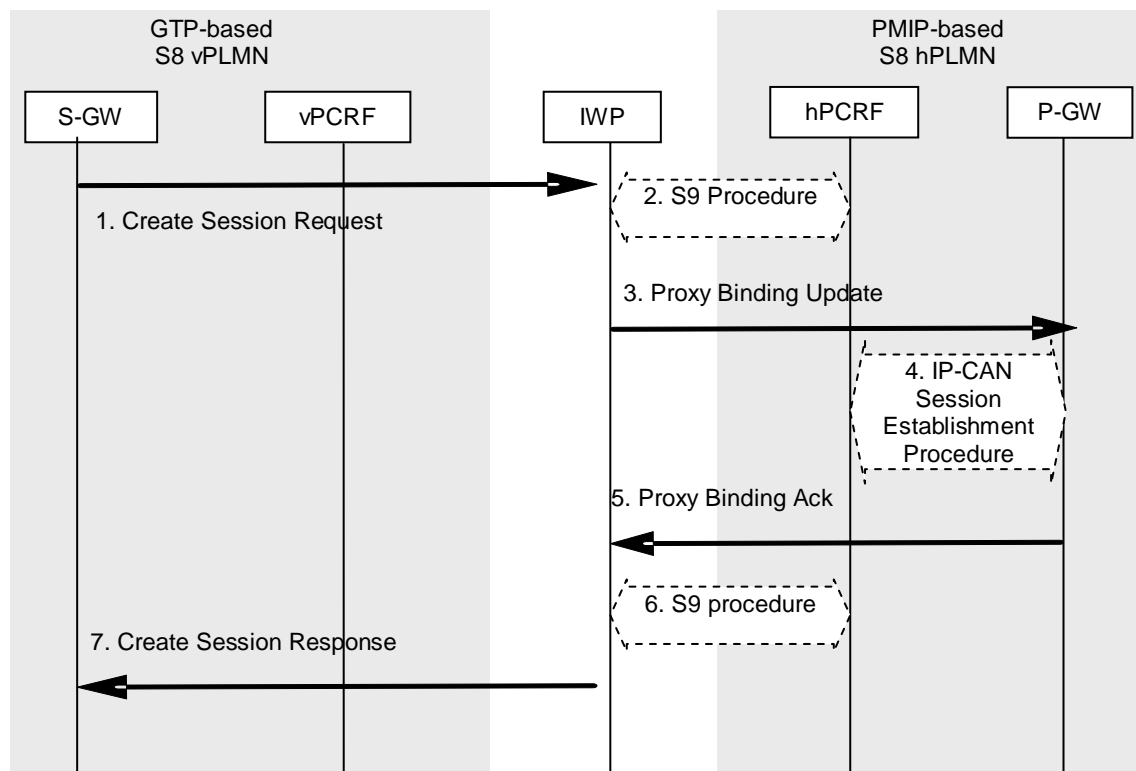 GTP-based
S8 vPLMN
PMIP-based
S8 hPLMN
S-GW
vPCRF
IWP
hPCRF
P-GW
1. Create Session Request
2. S9 Procedure
3. Proxy Binding Update
4. IP-CAN
Session
Establishment
Procedure
5. Proxy Binding Ack
6. S9 procedure
7. Create Session Response